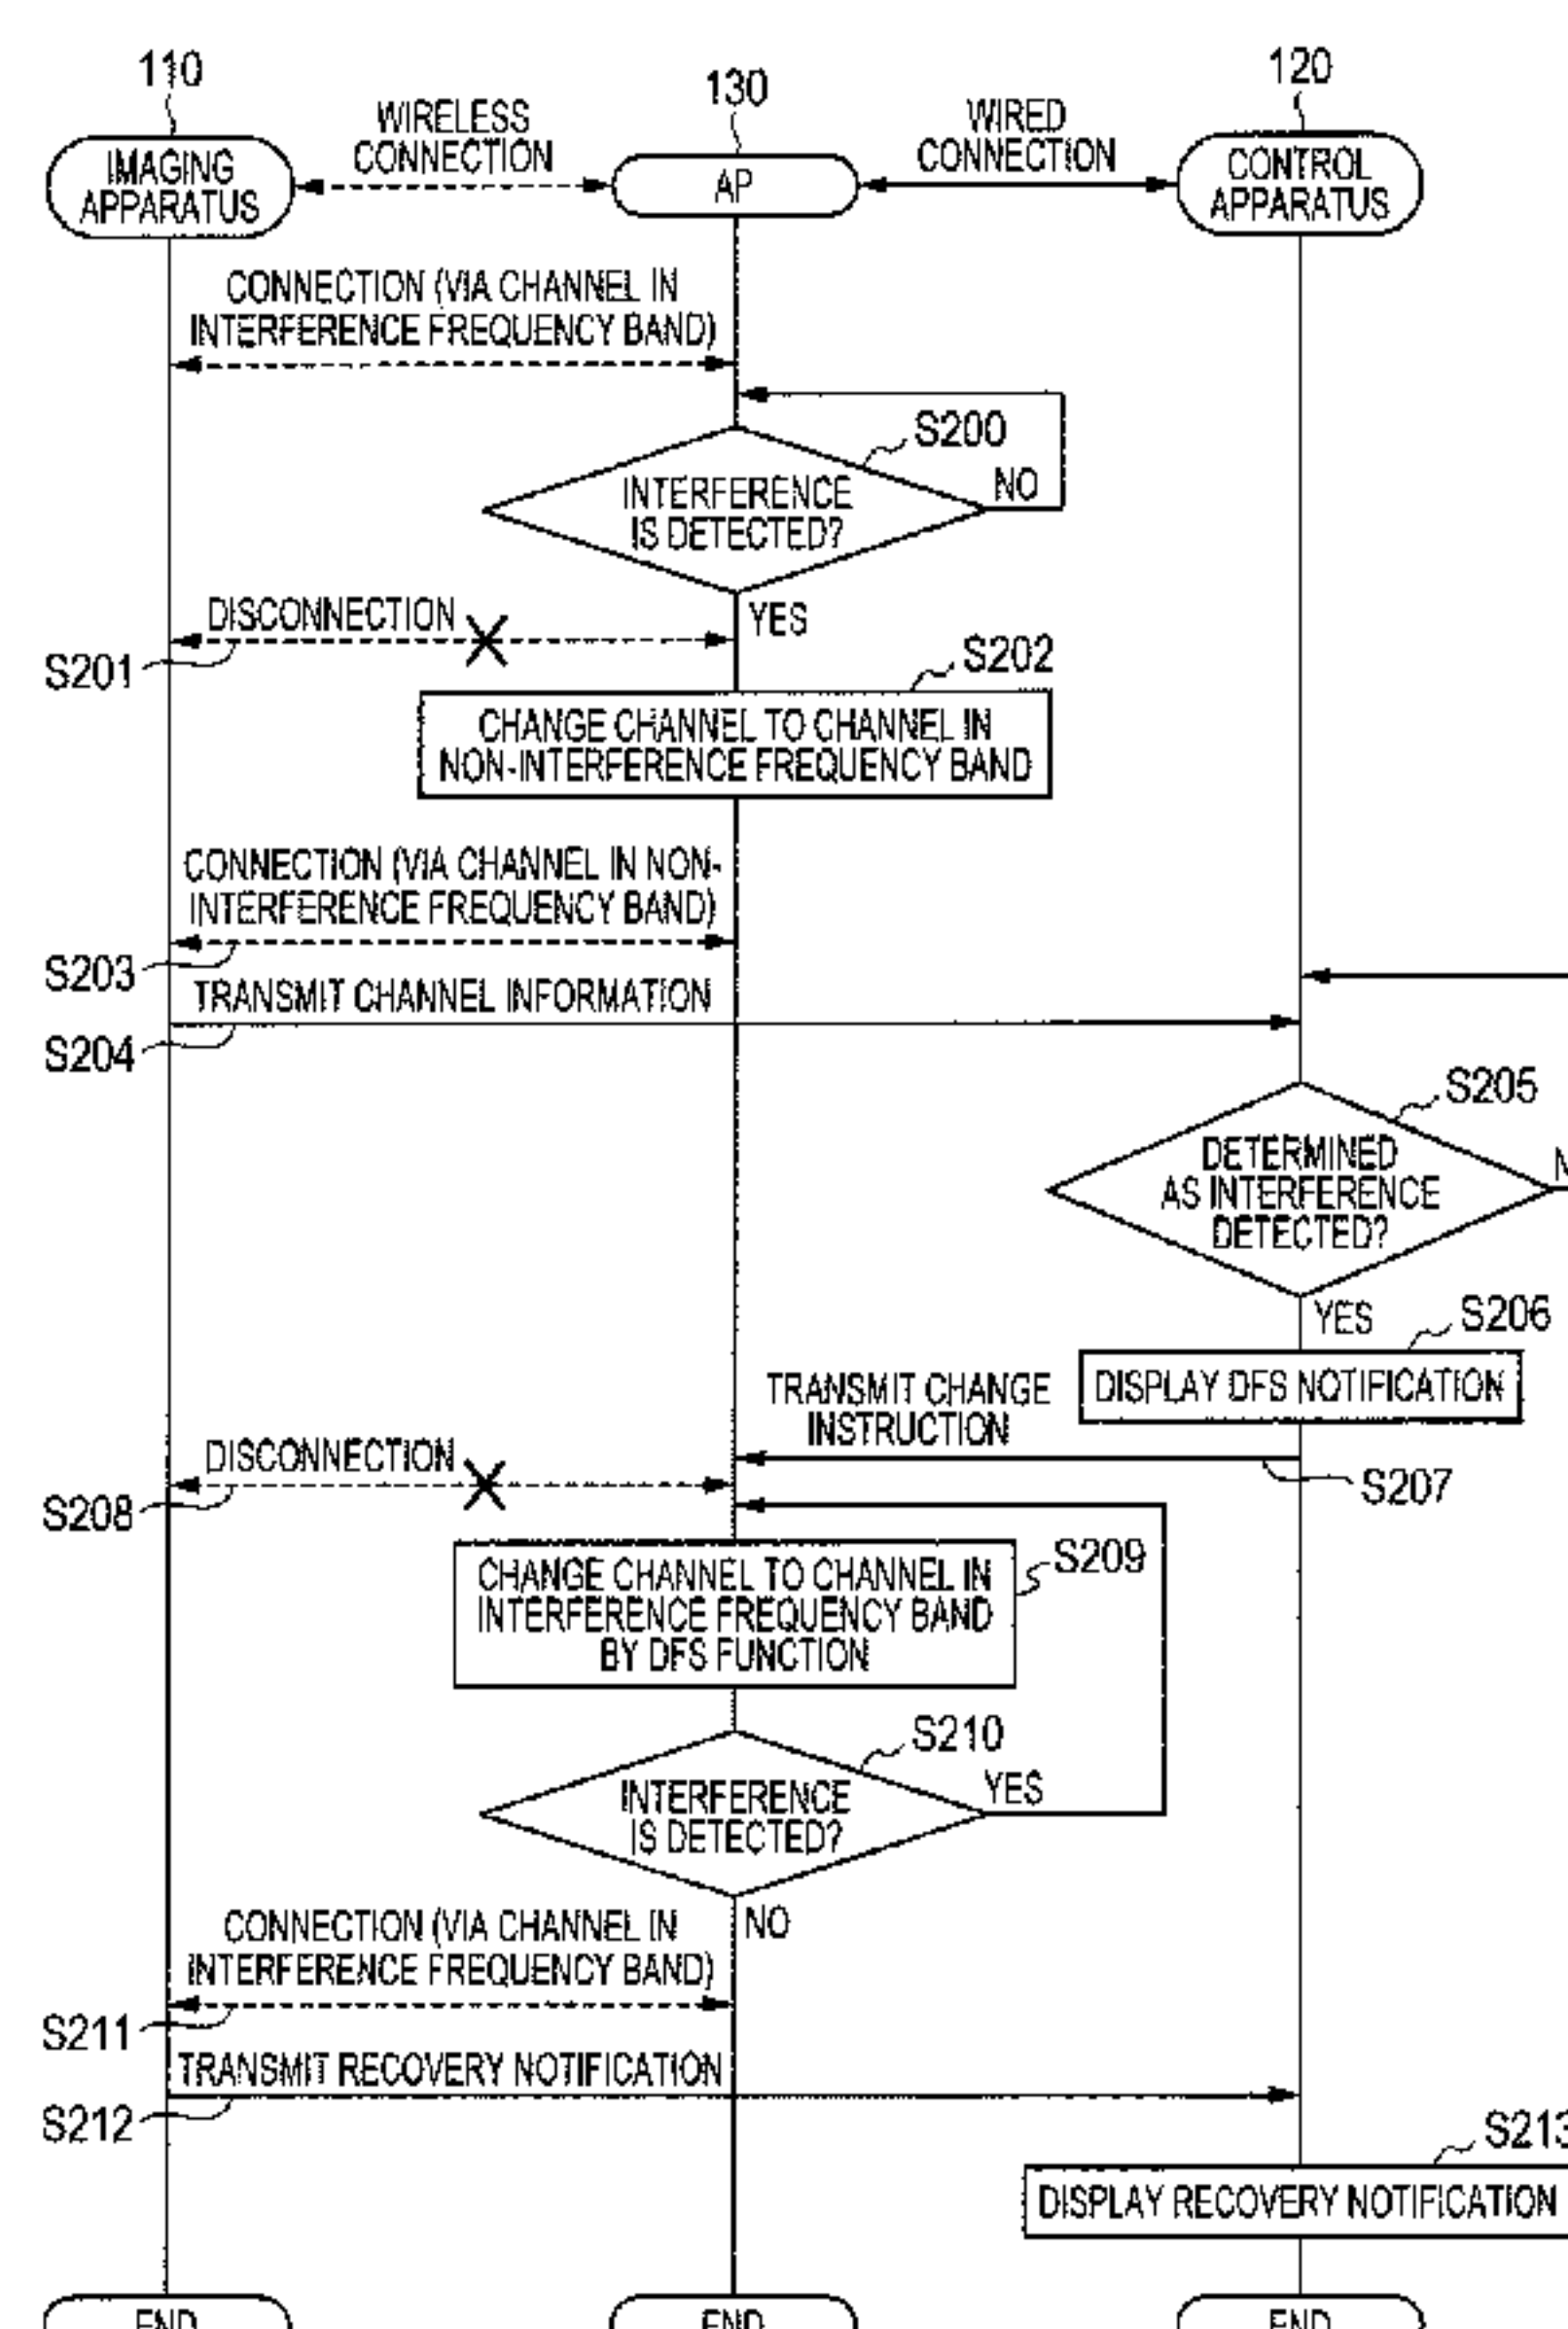 110
130
120
WIRELESS
CONNECTION
WIRED
CONNECTION
IMAGING
APPARATUS
AP
CONTROL
APPARATUS
CONNECTION (VIA CHANNEL IN
INTERFERENCE FREQUENCY BAND)
S200
INTERFERENCE
IS DETECTED?
NO
YES
DISCONNECTION
S201
S202
CHANGE CHANNEL TO CHANNEL IN
NON-INTERFERENCE FREQUENCY BAND
CONNECTION (VIA CHANNEL IN NON-
INTERFERENCE FREQUENCY BAND)
S203
TRANSMIT CHANNEL INFORMATION
S204
S205
DETERMINED
AS INTERFERENCE
DETECTED?
N
YES
S206
DISPLAY DFS NOTIFICATION
TRANSMIT CHANGE
INSTRUCTION
S207
DISCONNECTION
S208
S209
CHANGE CHANNEL TO CHANNEL IN
INTERFERENCE FREQUENCY BAND
BY DFS FUNCTION
S210
INTERFERENCE
IS DETECTED?
YES
NO
CONNECTION (VIA CHANNEL IN
INTERFERENCE FREQUENCY BAND)
S211
TRANSMIT RECOVERY NOTIFICATION
S212
S213
DISPLAY RECOVERY NOTIFICATION
END
END
END